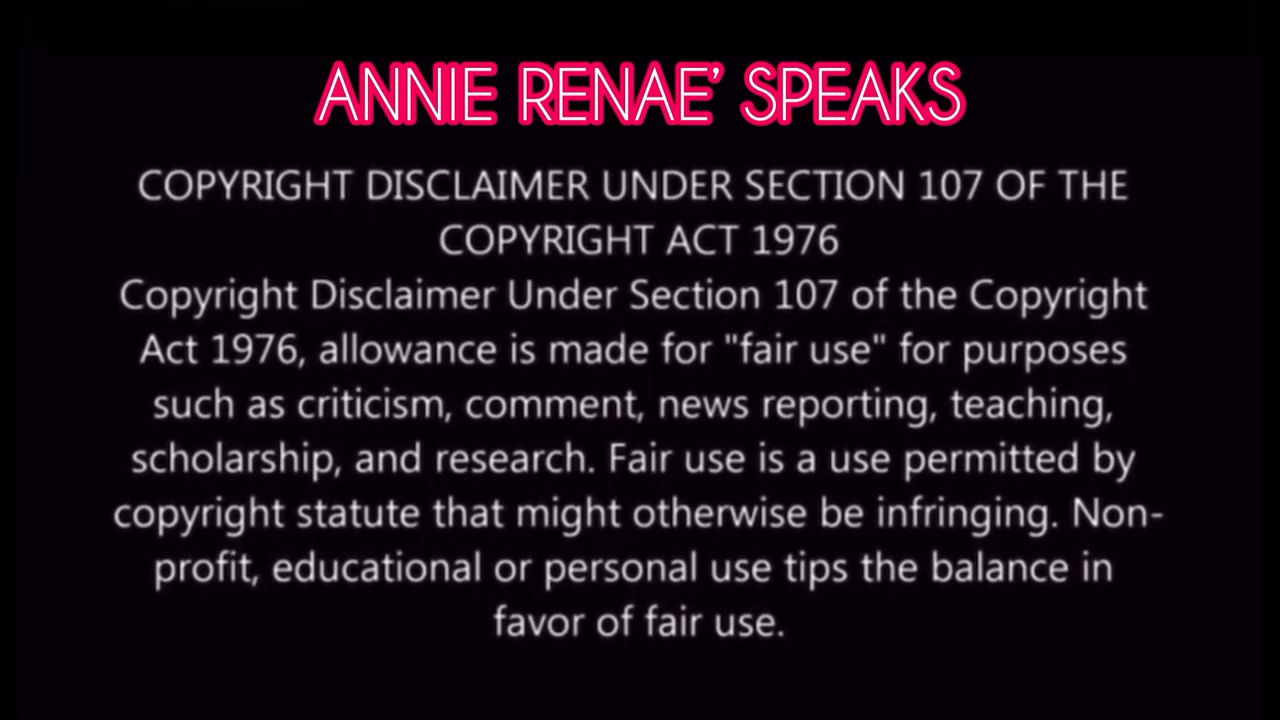 ANNIE RENAE' SPEAKS
COPYRIGHT DISCLAIMER UNDER SECTION 107 OF THE
COPYRIGHT ACT 1976
Copyright Disclaimer Under Section 107 of the Copyright
Act 1976, allowance is made for "fair use" for purposes
such as criticism, comment, news reporting, teaching,
scholarship, and research. Fair use is a use permitted by
copyright statute that might otherwise be infringing. Non-
profit, educational or personal use tips the balance in
favor of fair use.